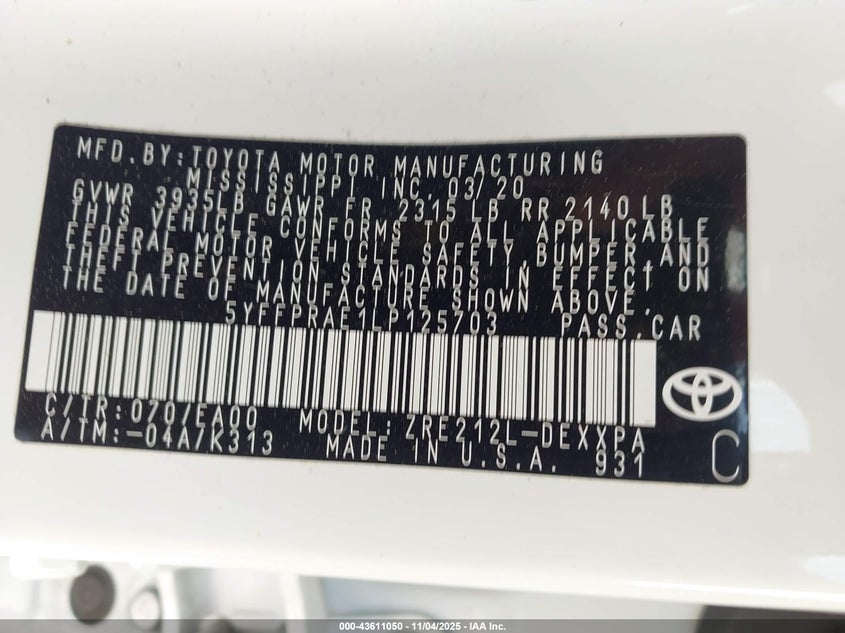 MFD. BY: TOYOTA MOTOR MANUFACTURING
MISSISSIPPI INC. 03/20
GVWR 3935LB GAWR FR 2315 LB RR 2140 LB
THIS VEHICLE CONFORMS TO ALL APPLICABLE
FEDERAL MOTOR VEHICLE SAFETY, BUMPER, AND
THEFT PREVENTION STANDARDS IN EFFECT ON
THE DATE OF MANUFACTURE SHOWN ABOVE.
5YFFPRAE1LP125703 PASS. CAR
C/TR: 070/EA00 MODEL: ZRE212L-DEXXPA
A/TM: -04A/K313 MADE IN U.S.A. 931
C
000-43611050 — 11/04/2025 — IAA Inc.